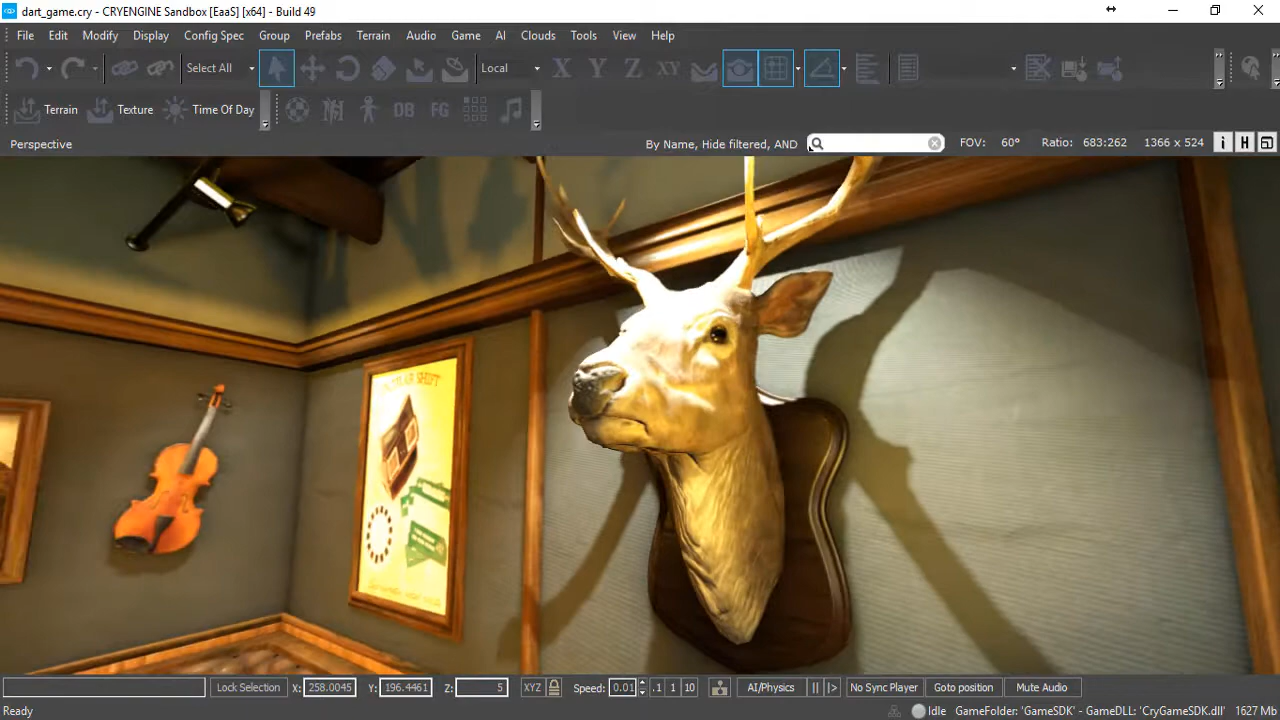 dart_game.cry - CRYENGINE Sandbox [EaaS] [x64] - Build 49
File Edit Modify Display Config Spec Group Prefabs Terrain Audio Game AI Clouds Tools View Help
Select All Local X Y Z XY
Terrain Texture Time Of Day DB FG
Perspective By Name, Hide filtered, AND FOV: 60° Ratio: 683:262 1366 x 524 i H
Lock Selection X: 258.0045 Y: 196.4461 Z: 5 XYZ Speed: 0.01 .1 1 10 AI/Physics No Sync Player Goto position Mute Audio
Ready Idle GameFolder: 'GameSDK' - GameDLL: 'CryGameSDK.dll' 1627 Mb